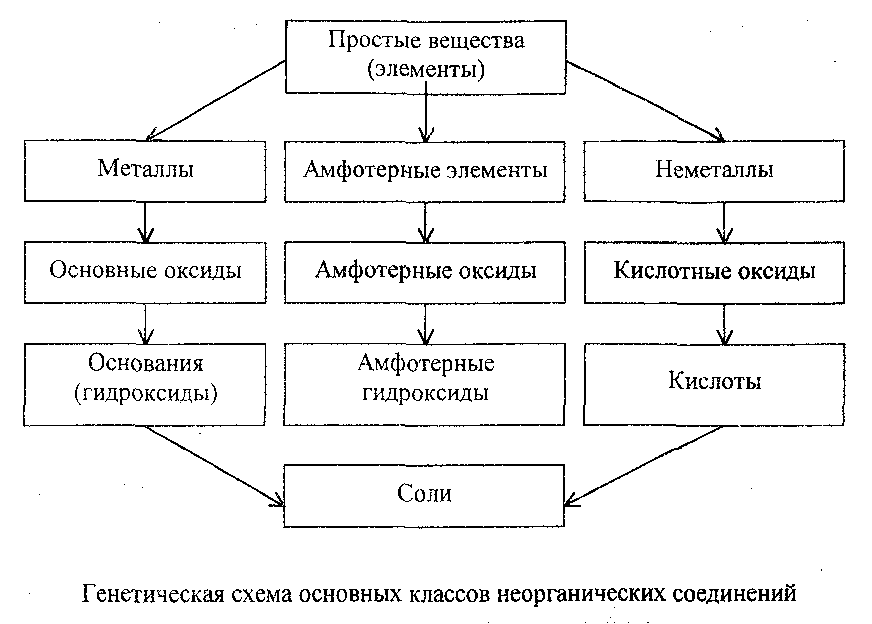 Простые вещества
(элементы)
Металлы
Амфотерные элементы
Неметаллы
Основные оксиды
Амфотерные оксиды
Кислотные оксиды
Основания
(гидроксиды)
Амфотерные
гидроксиды
Кислоты
Соли
Генетическая схема основных классов неорганических соединений